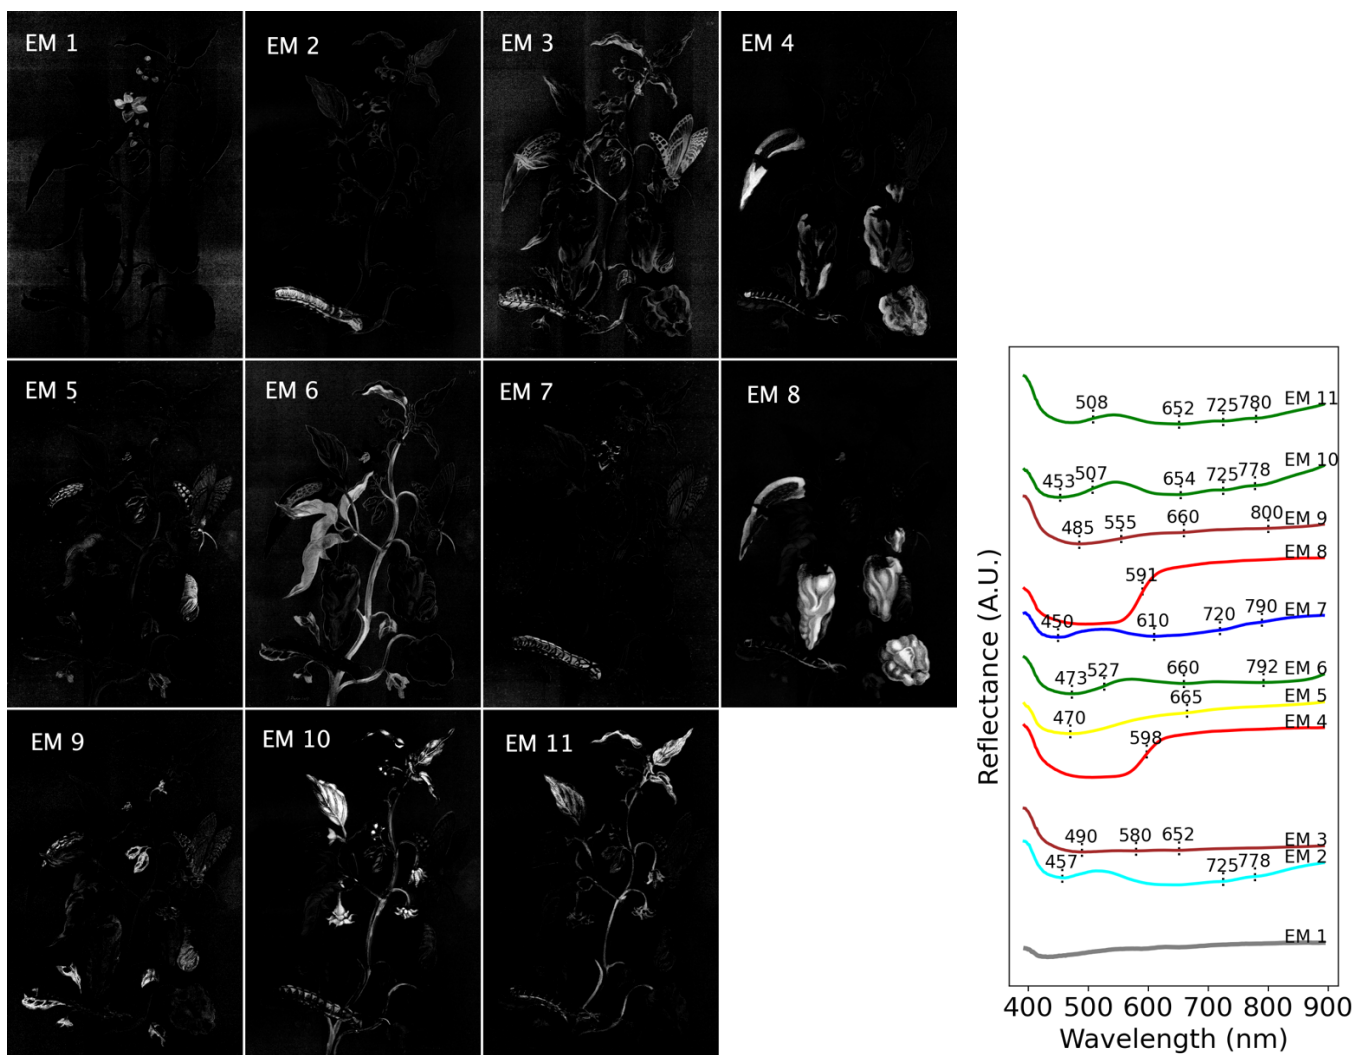 EM 1
EM 2
EM 3
EM 4
EM 5
EM 6
EM 7
EM 8
EM 9
EM 10
EM 11
508 652 725 780 EM 11
453 507 654 725 778 EM 10
485 555 660 800 EM 9
591 EM 8
450 610 720 790 EM 7
473 527 660 792 EM 6
470 665 EM 5
598 EM 4
490 580 652 EM 3
457 725 778 EM 2
EM 1
Reflectance (A.U.)
400 500 600 700 800 900
Wavelength (nm)